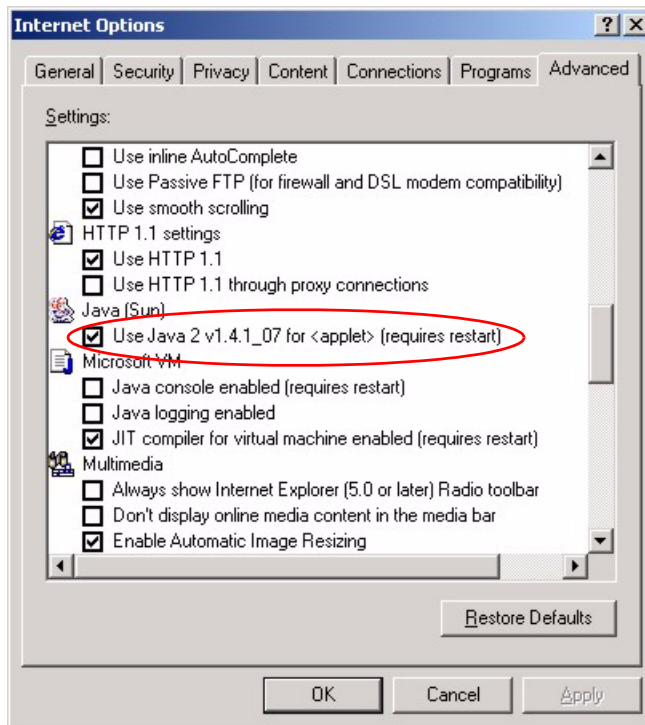 Internet Options
General Security Privacy Content Connections Programs Advanced
Settings:
Use inline AutoComplete
Use Passive FTP (for firewall and DSL modem compatibility)
Use smooth scrolling
HTTP 1.1 settings
Use HTTP 1.1
Use HTTP 1.1 through proxy connections
Java (Sun)
Use Java 2 v1.4.1_07 for <applet> (requires restart)
Microsoft VM
Java console enabled (requires restart)
Java logging enabled
JIT compiler for virtual machine enabled (requires restart)
Multimedia
Always show Internet Explorer (5.0 or later) Radio toolbar
Don't display online media content in the media bar
Enable Automatic Image Resizing
Restore Defaults
OK Cancel Apply